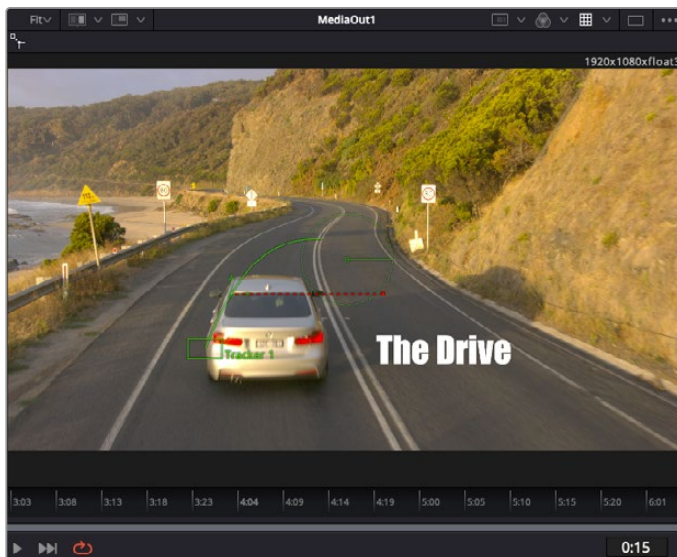 Fit
MediaOut1
1920x1080xfloat3
Tracker 1
The Drive
3:03 3:08 3:13 3:18 3:23 4:04 4:09 4:14 4:19 5:00 5:05 5:10 5:15 5:20 6:01
0:15